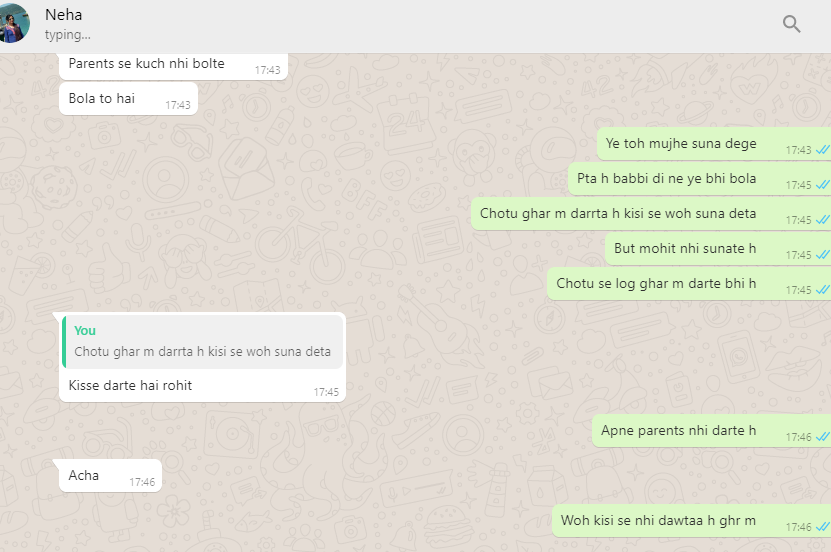 Neha
typing...
Parents se kuch nhi bolte
17:43
Bola to hai
17:43
Ye toh mujhe suna dege
17:43
Pta h babbi di ne ye bhi bola
17:45
Chotu ghar m darrta h kisi se woh suna deta
17:45
But mohit nhi sunate h
17:45
Chotu se log ghar m darte bhi h
17:45
You
Chotu ghar m darrta h kisi se woh suna deta
Kisse darte hai rohit
17:45
Apne parents nhi darte h
17:46
Acha
17:46
Woh kisi se nhi dawtaa h ghr m
17:46